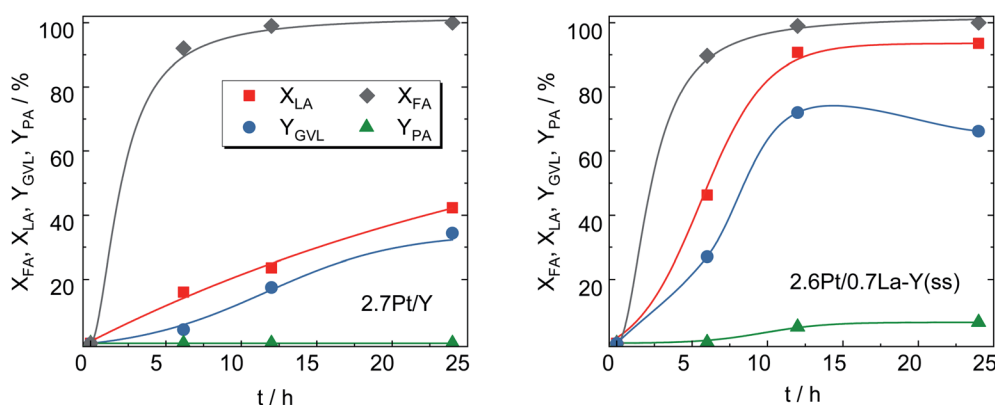 X_FA, X_LA, Y_GVL, Y_PA / %
100
80
60
40
20
0 5 10 15 20 25
t / h
X_LA X_FA
Y_GVL Y_PA
2.7Pt/Y
X_FA, X_LA, Y_GVL, Y_PA / %
100
80
60
40
20
0 5 10 15 20 25
t / h
2.6Pt/0.7La-Y(ss)